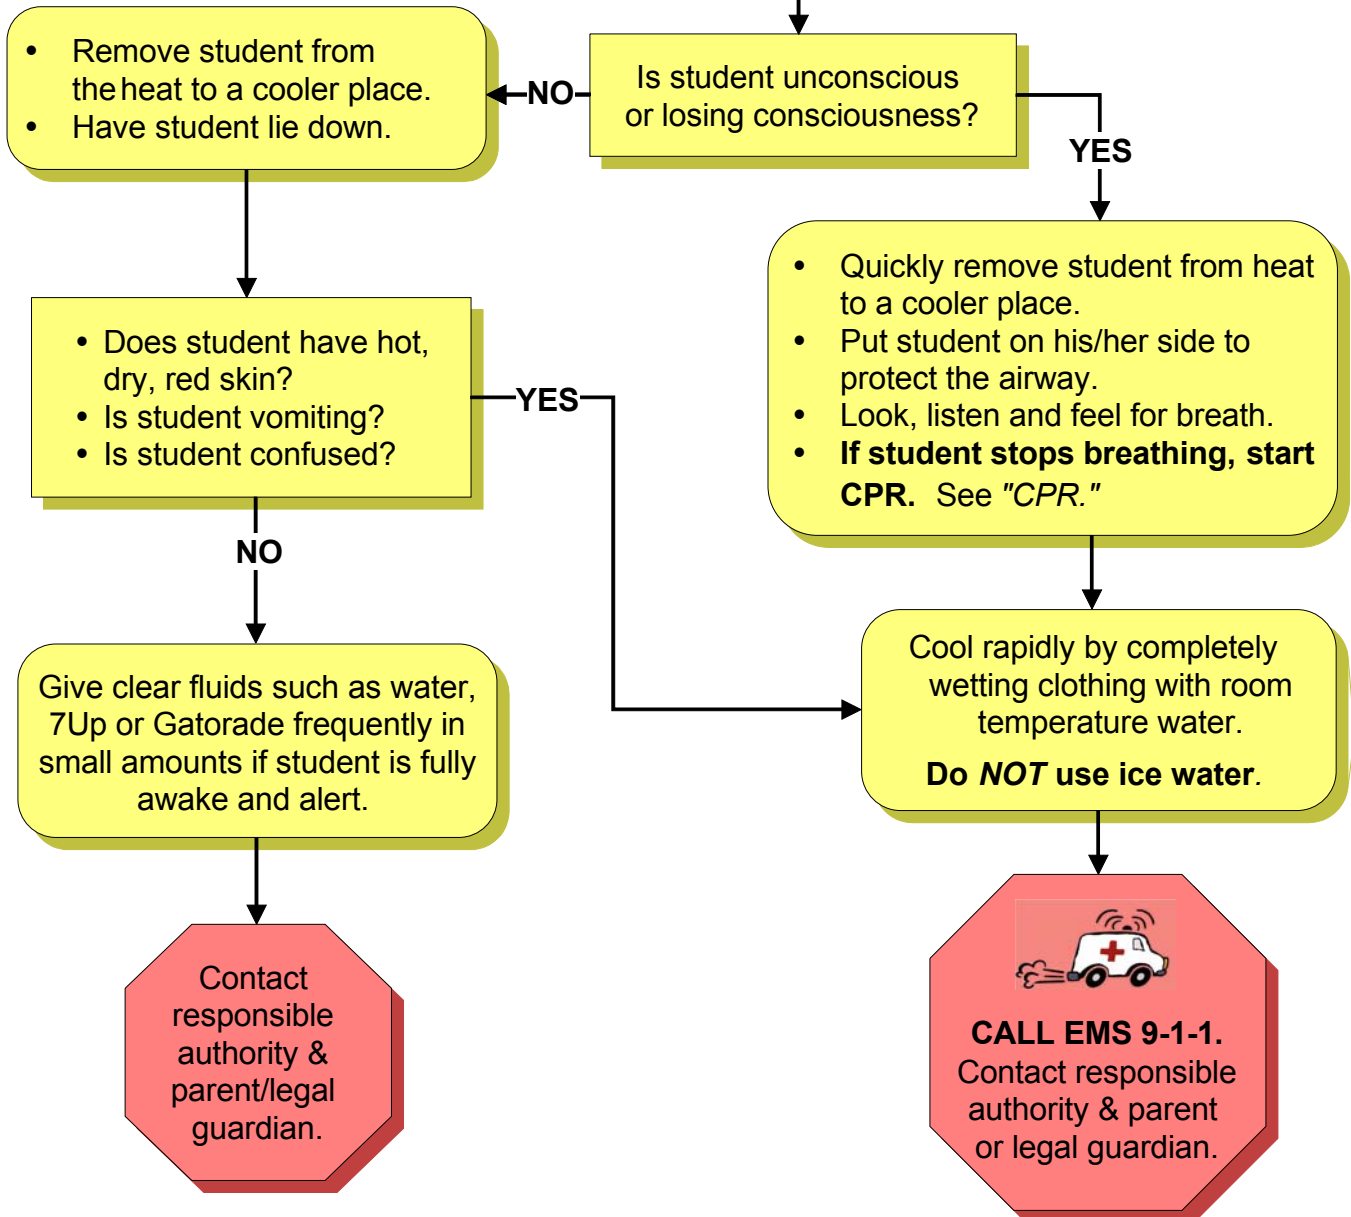 • Remove student from
the heat to a cooler place.
• Have student lie down.
NO
Is student unconscious
or losing consciousness?
YES
• Quickly remove student from heat
to a cooler place.
• Put student on his/her side to
protect the airway.
• Look, listen and feel for breath.
• If student stops breathing, start
CPR. See "CPR."
• Does student have hot,
dry, red skin?
• Is student vomiting?
• Is student confused?
YES
NO
Give clear fluids such as water,
7Up or Gatorade frequently in
small amounts if student is fully
awake and alert.
Cool rapidly by completely
wetting clothing with room
temperature water.
Do NOT use ice water.
Contact
responsible
authority &
parent/legal
guardian.
CALL EMS 9-1-1.
Contact responsible
authority & parent
or legal guardian.